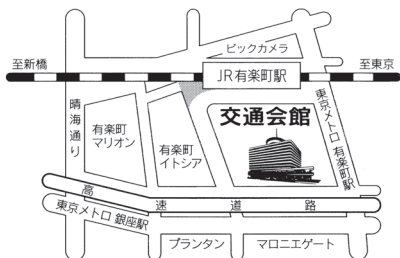 ビックカメラ
至新橋
JR有楽町駅
至東京
晴海通り
有楽町
マリオン
有楽町
イトシア
交通会館
東京メトロ 有楽町駅
高速道路
東京メトロ 銀座駅
プランタン
マロニエゲート